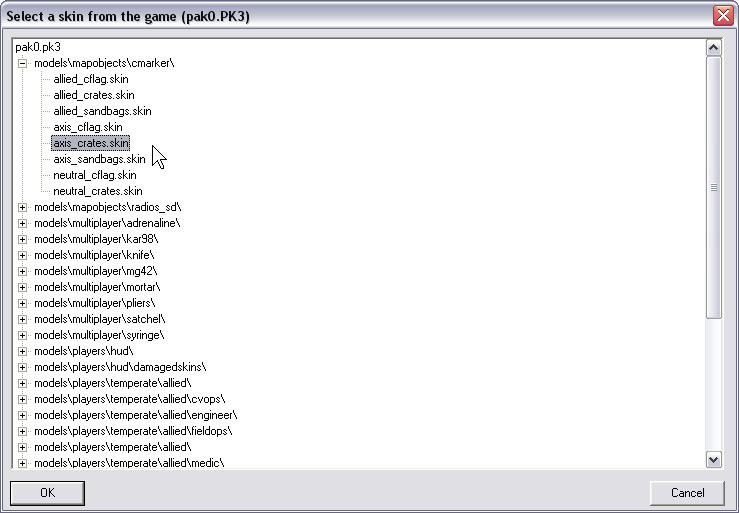 Select a skin from the game (pak0.PK3)
pak0.pk3
models\mapobjects\cmarker\
allied_cflag.skin
allied_crates.skin
allied_sandbags.skin
axis_cflag.skin
axis_crates.skin
axis_sandbags.skin
neutral_cflag.skin
neutral_crates.skin
models\mapobjects\radios_sd\
models\multiplayer\adrenaline\
models\multiplayer\kar98\
models\multiplayer\knife\
models\multiplayer\mg42\
models\multiplayer\mortar\
models\multiplayer\pliers\
models\multiplayer\satchel\
models\multiplayer\syringe\
models\players\hud\
models\players\hud\damagedskins\
models\players\temperate\allied\
models\players\temperate\allied\cvops\
models\players\temperate\allied\engineer\
models\players\temperate\allied\fieldops\
models\players\temperate\allied\
models\players\temperate\allied\medic\
OK
Cancel